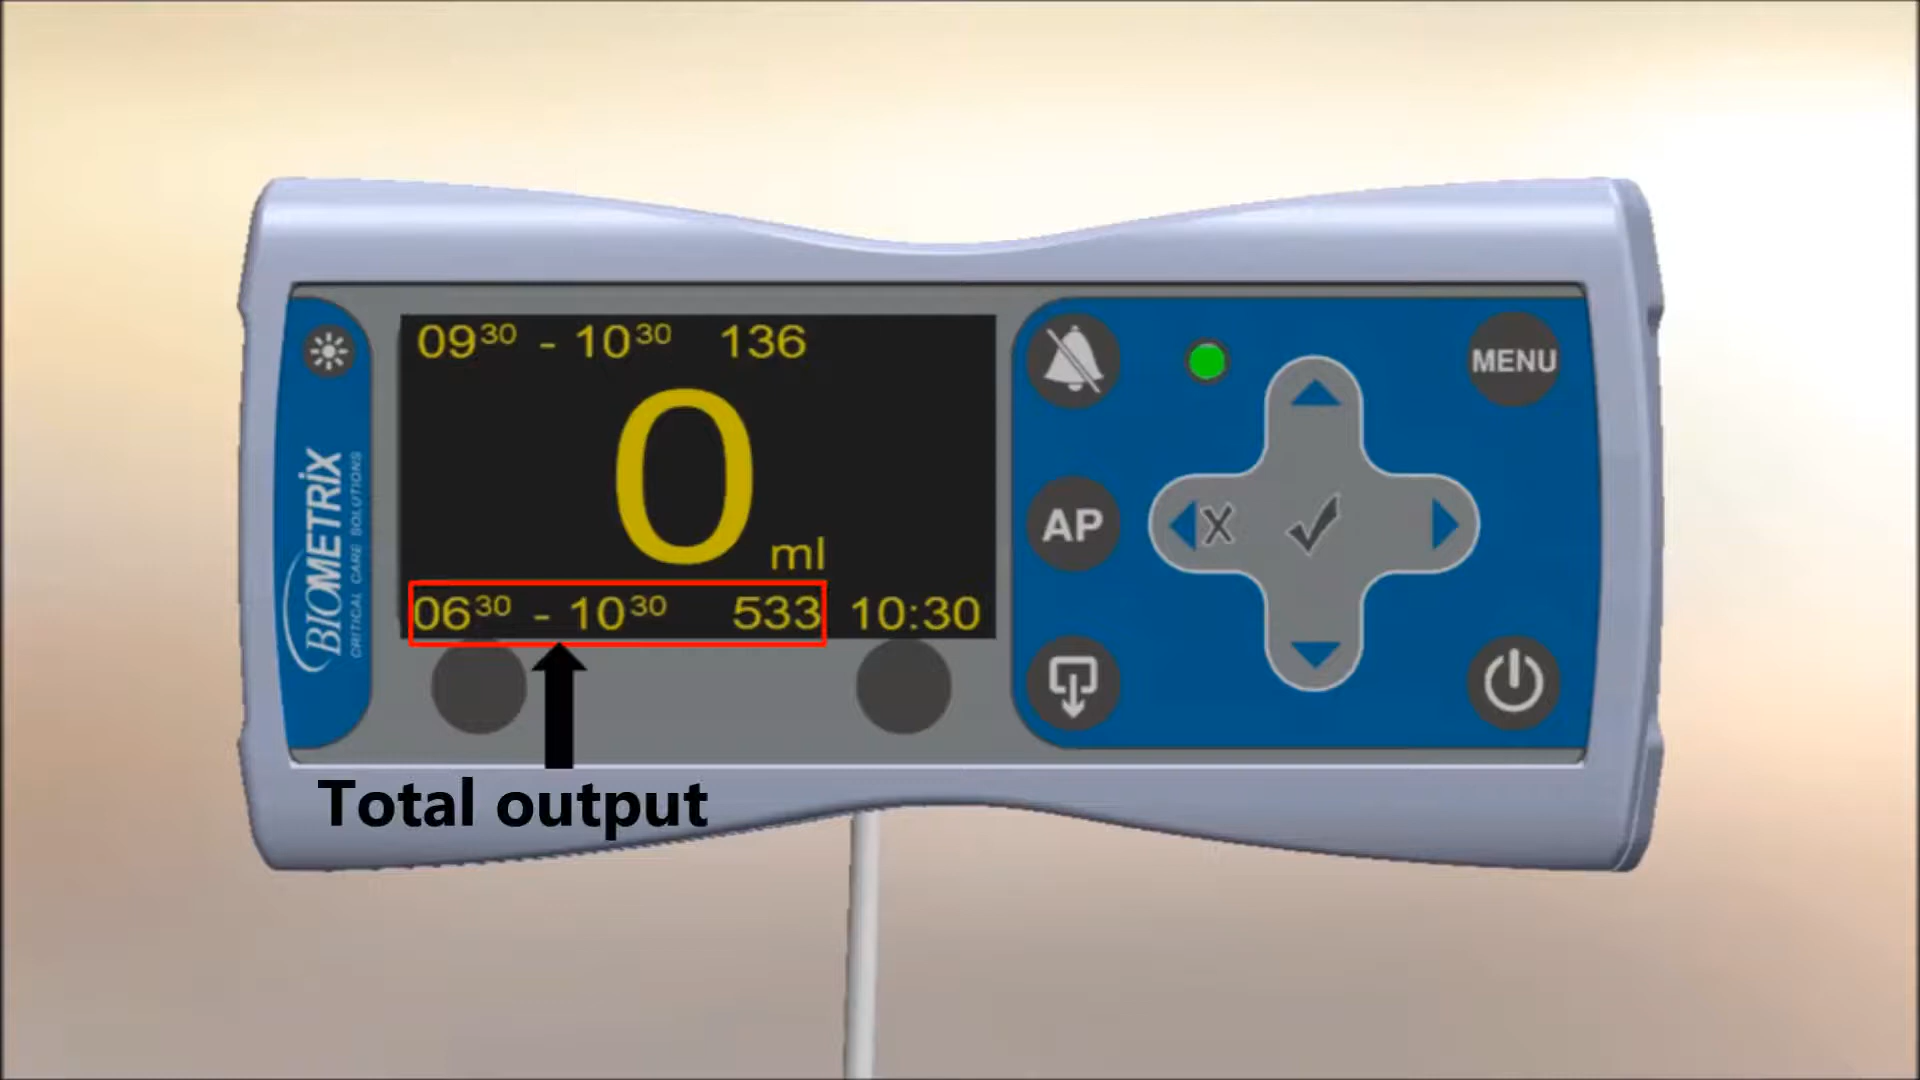 09³⁰ - 10³⁰ 136
0
ml
06³⁰ - 10³⁰ 533 10:30
Total output
BIOMETRIX
CRITICAL CARE SOLUTIONS
AP
X
MENU